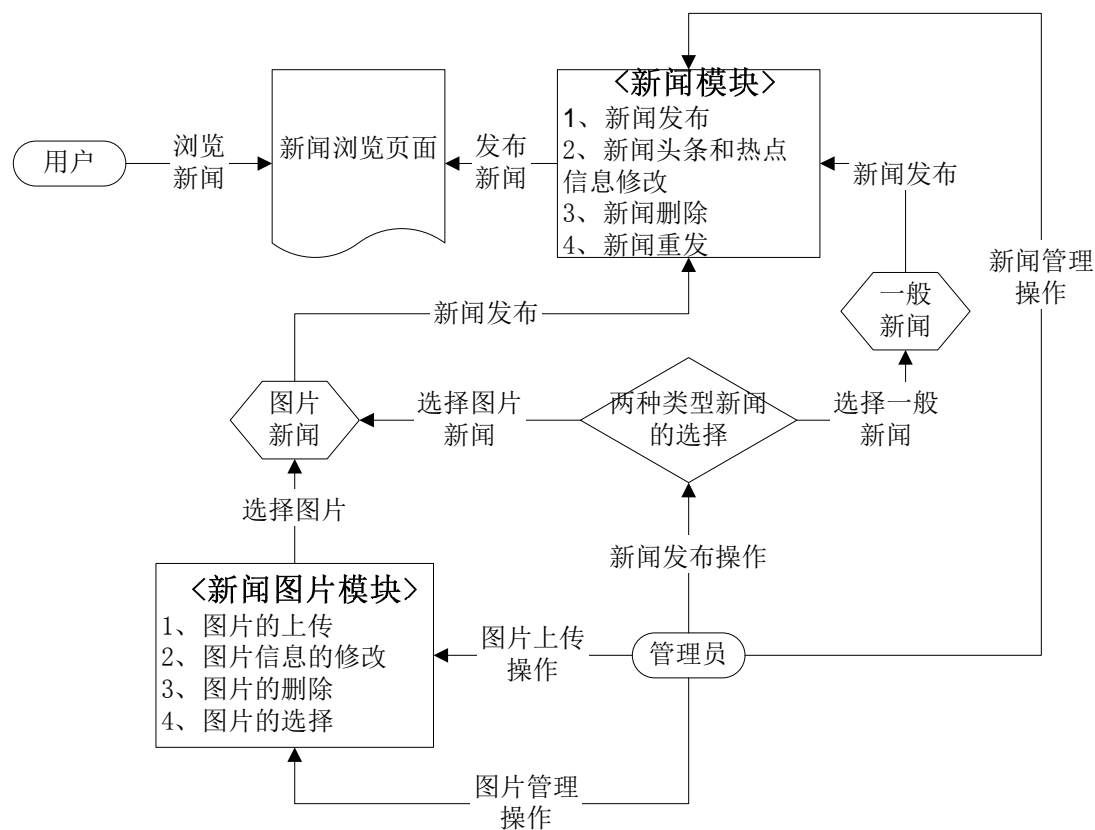 <新闻模块>
1、新闻发布
2、新闻头条和热点
信息修改
3、新闻删除
4、新闻重发
用户
浏览
新闻
新闻浏览页面
发布
新闻
新闻发布
新闻管理
操作
一般
新闻
新闻发布
图片
新闻
选择图片
新闻
两种类型新闻
的选择
选择一般
新闻
选择图片
新闻发布操作
<新闻图片模块>
1、图片的上传
2、图片信息的修改
3、图片的删除
4、图片的选择
图片上传
操作
管理员
图片管理
操作